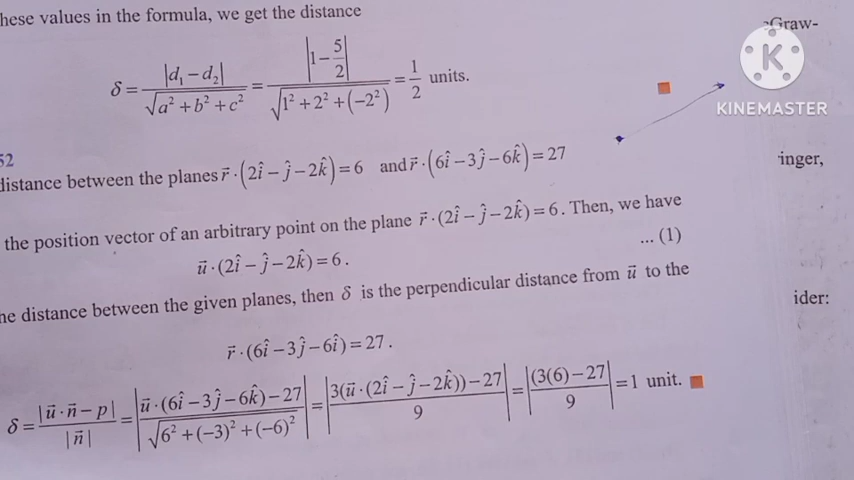 hese values in the formula, we get the distance
Graw-
δ = |d₁ − d₂| / √(a² + b² + c²) = |1 − 5/2| / √(1² + 2² + (−2²)) = 1/2 units.
KINEMASTER
52
distance between the planes r⃗ · (2î − ĵ − 2k̂) = 6 and r⃗ · (6î − 3ĵ − 6k̂) = 27
inger,
the position vector of an arbitrary point on the plane r⃗ · (2î − ĵ − 2k̂) = 6. Then, we have
u⃗ · (2î − ĵ − 2k̂) = 6. ... (1)
he distance between the given planes, then δ is the perpendicular distance from u⃗ to the
ider:
r⃗ · (6î − 3ĵ − 6î) = 27.
δ = |u⃗ · n⃗ − p| / |n⃗| = |u⃗ · (6î − 3ĵ − 6k̂) − 27 / √(6² + (−3)² + (−6)²)| = |3(u⃗ · (2î − ĵ − 2k̂)) − 27 / 9| = |(3(6) − 27 / 9| = 1 unit.